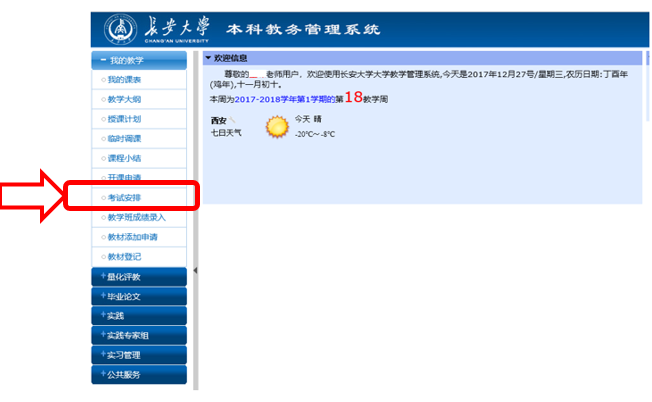 长安大学
CHANG'AN UNIVERSITY
本科教务管理系统
我的教学
我的课表
教学大纲
授课计划
临时调课
课程小结
开课申请
考试安排
教学班成绩录入
教材添加申请
教材登记
量化评教
毕业论文
实践
实践专家组
实习管理
公共服务
欢迎信息
尊敬的 老师用户，欢迎使用长安大学大学教学管理系统,今天是2017年12月27号/星期三,农历日期:丁酉年
(鸡年),十一月初十。
本周为2017-2018学年第1学期的第18教学周
西安
七日天气
今天 晴
-20℃～-8℃